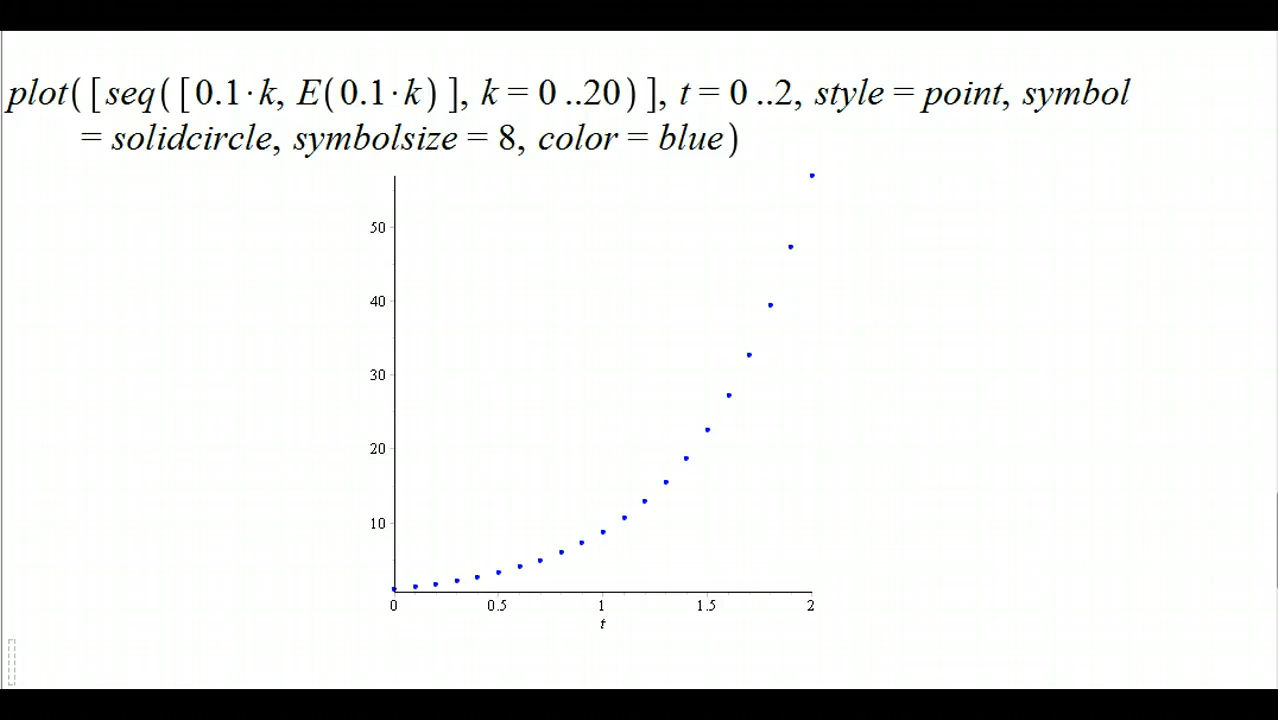 plot([seq([0.1·k, E(0.1·k)], k = 0 ..20)], t = 0 ..2, style = point, symbol
= solidcircle, symbolsize = 8, color = blue)
50
40
30
20
10
0 0.5 1 1.5 2
t